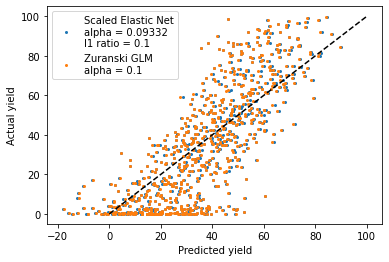 100
80
60
40
20
0
Actual yield
Scaled Elastic Net
alpha = 0.09332
l1 ratio = 0.1
Zuranski GLM
alpha = 0.1
−20
0
20
40
60
80
100
Predicted yield